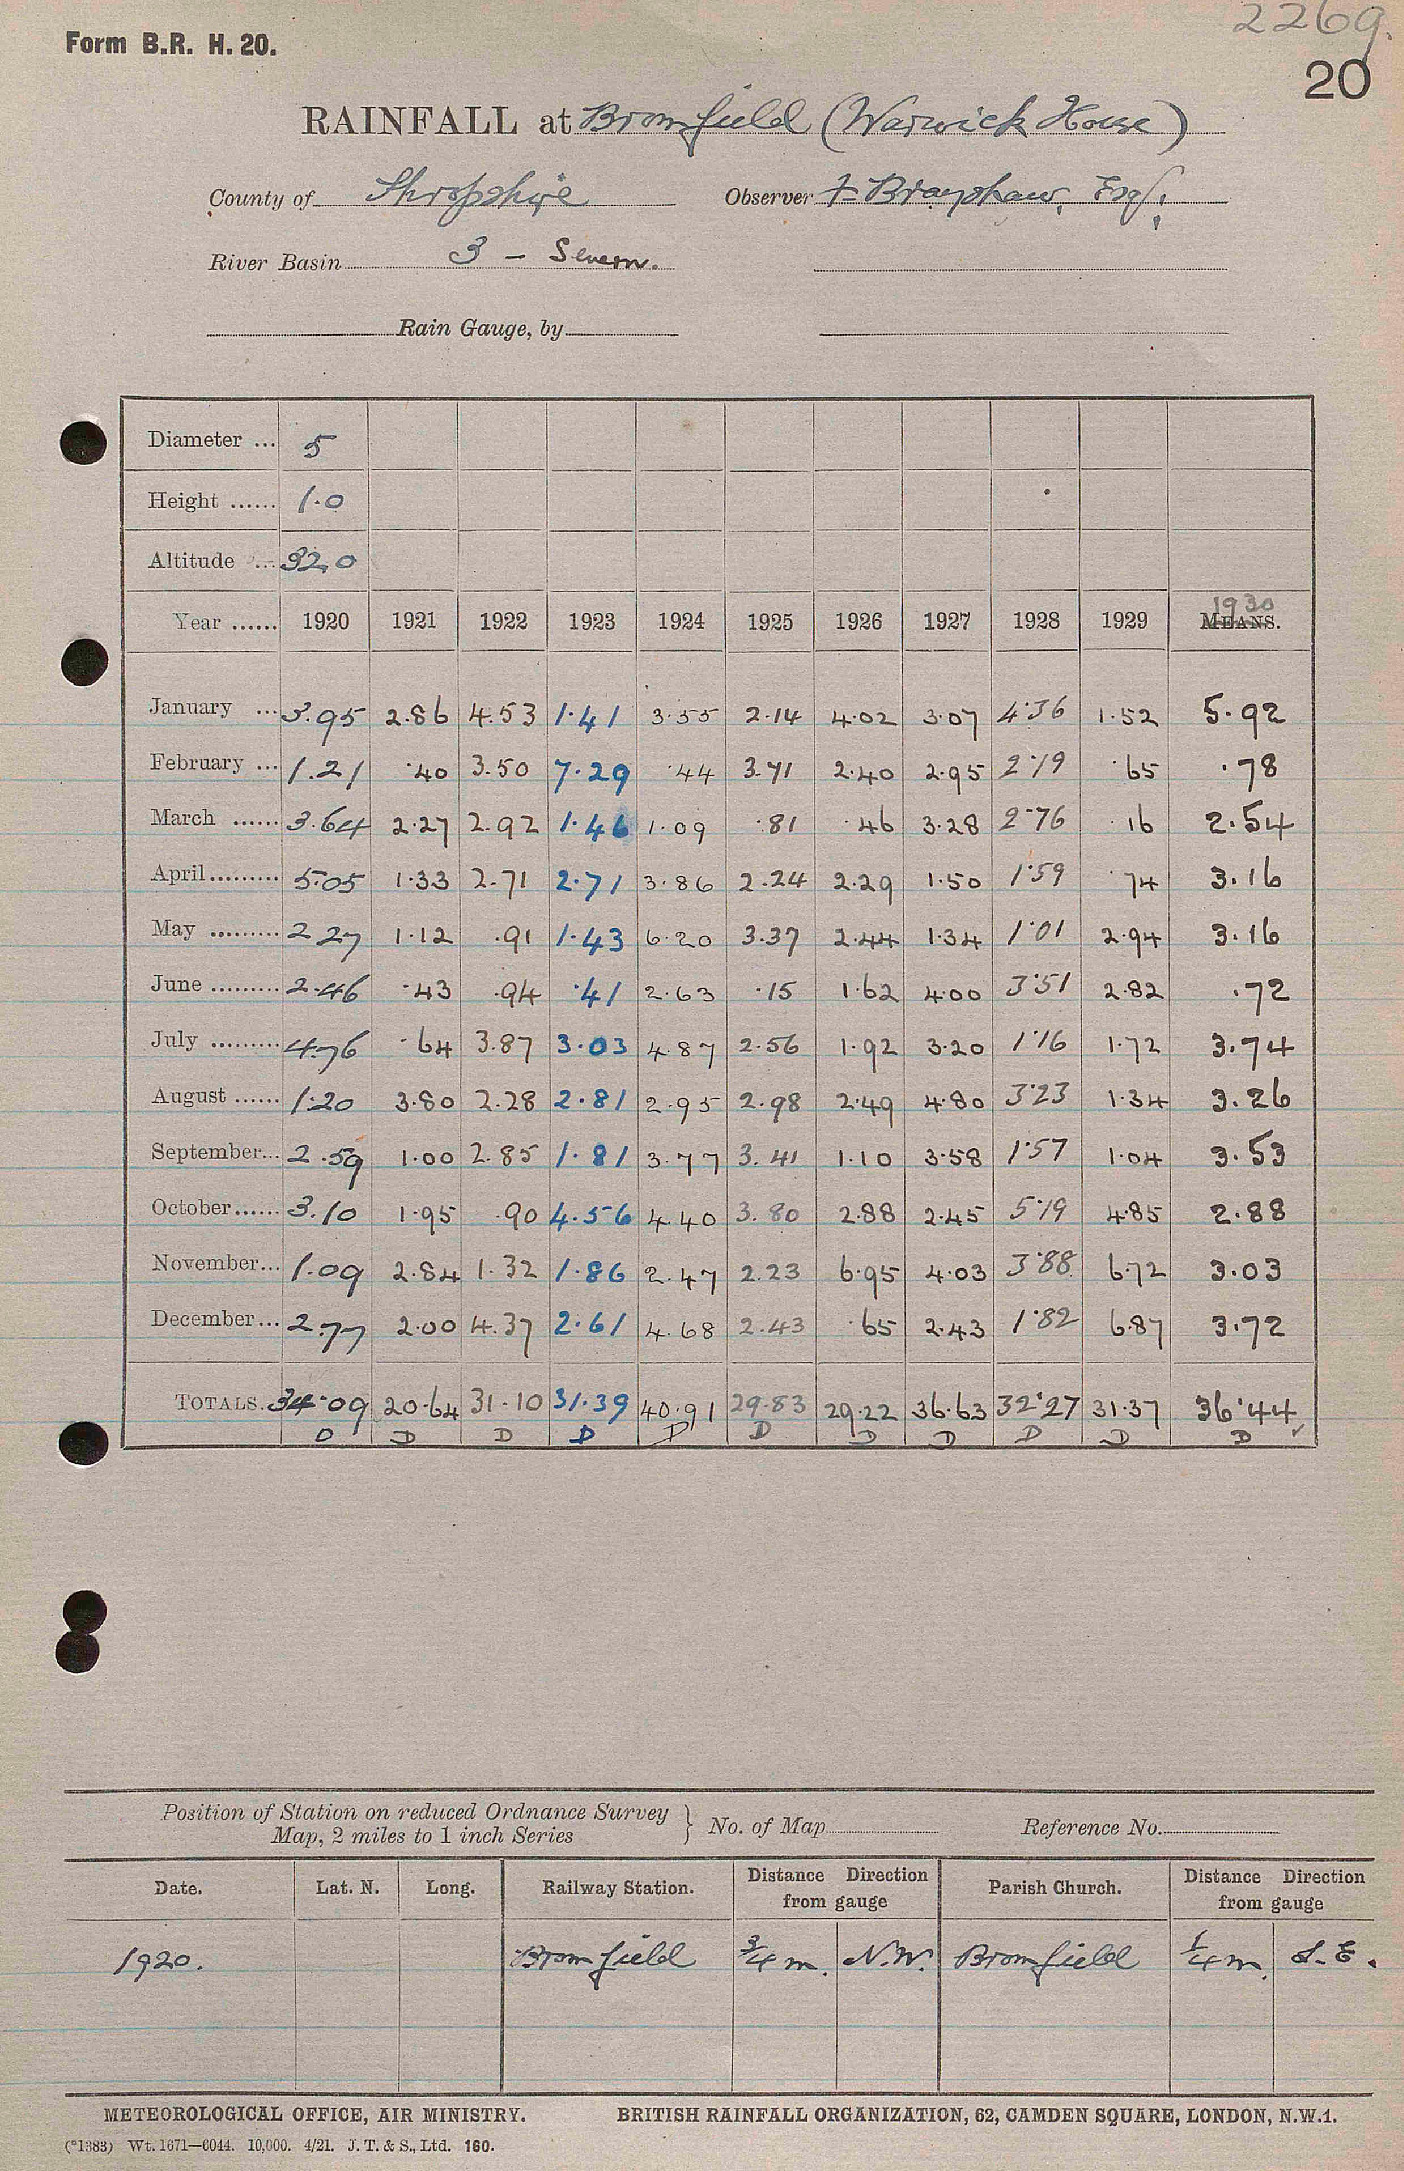 2269.
Form B.R. H. 20.
20
RAINFALL at Bromfield (Warwick House)
County of Shropshire Observer F Brayshaw, Esq.,
River Basin 3 - Severn.
Rain Gauge, by
Diameter ... 5
Height ...... 1.0
Altitude ... 320
1930
Year ...... 1920 1921 1922 1923 1924 1925 1926 1927 1928 1929 MEANS.
January ... 3.95 2.86 4.53 1.41 3.55 2.14 4.02 3.07 4.36 1.52 5.92
February ... 1.21 .40 3.50 7.29 .44 3.71 2.40 2.95 2.19 .65 .78
March ...... 3.64 2.27 2.92 1.46 1.09 .81 .46 3.28 2.76 .16 2.54
April......... 5.05 1.33 2.71 2.71 3.86 2.24 2.29 1.50 1.59 .74 3.16
May ......... 2.27 1.12 .91 1.43 6.20 3.37 2.44 1.34 1.01 2.94 3.16
June ......... 2.46 .43 .94 .41 2.63 .15 1.62 4.00 3.51 2.82 .72
July ......... 4.76 .64 3.87 3.03 4.87 2.56 1.92 3.20 1.16 1.72 3.74
August ...... 1.20 3.80 2.28 2.81 2.95 2.98 2.49 4.80 3.23 1.34 3.26
September... 2.59 1.00 2.85 1.81 3.77 3.41 1.10 3.58 1.57 1.04 3.53
October...... 3.10 1.95 .90 4.56 4.40 3.80 2.88 2.45 5.19 4.85 2.88
November... 1.09 2.84 1.32 1.86 2.47 2.23 6.95 4.03 3.88 6.72 3.03
December... 2.77 2.00 4.37 2.61 4.68 2.43 .65 2.43 1.82 6.87 3.72
TOTALS. 34.09 20.64 31.10 31.39 40.91 29.83 29.22 36.63 32.27 31.37 36.44
D D D D D D D D D D D
Position of Station on reduced Ordnance Survey
Map, 2 miles to 1 inch Series } No. of Map Reference No.
Date. Lat. N. Long. Railway Station. Distance Direction from gauge Parish Church. Distance Direction from gauge
1920. Bromfield 3/4 m. N.W. Bromfield 1/4 m. S.E.
METEOROLOGICAL OFFICE, AIR MINISTRY. BRITISH RAINFALL ORGANIZATION, 62, CAMDEN SQUARE, LONDON, N.W.1.
(*1383) Wt. 1671—6044. 10,000. 4/21. J. T. & S., Ltd. 160.